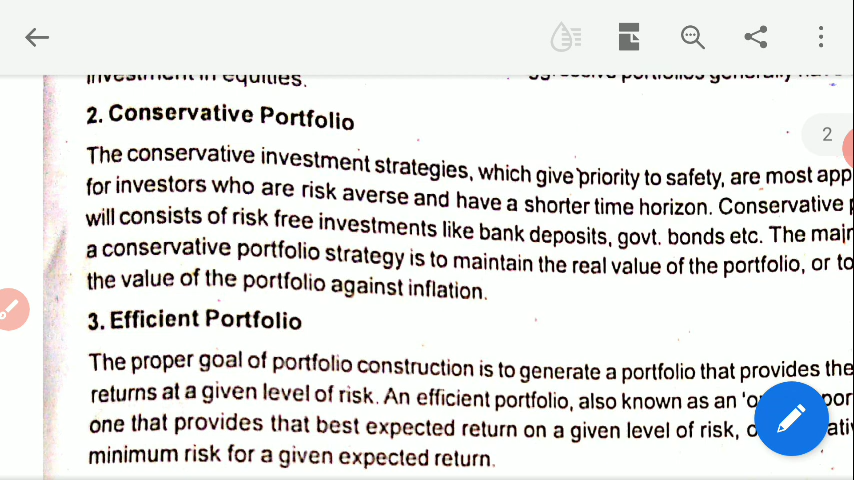 investment in equities.
2
2. Conservative Portfolio
The conservative investment strategies, which give priority to safety, are most app
for investors who are risk averse and have a shorter time horizon. Conservative
will consists of risk free investments like bank deposits, govt. bonds etc. The
a conservative portfolio strategy is to maintain the real value of the portfolio, or to
the value of the portfolio against inflation.
3. Efficient Portfolio
The proper goal of portfolio construction is to generate a portfolio that provides the
returns at a given level of risk. An efficient portfolio, also known as an
one that provides that best expected return on a given level of risk,
minimum risk for a given expected return.